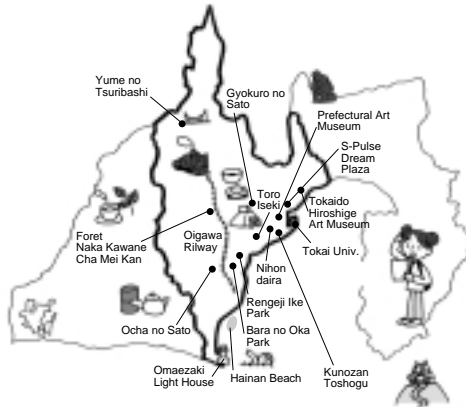 Yume no
Tsuribashi
Gyokuro no
Sato
Prefectural Art
Museum
S-Pulse
Dream
Plaza
Toro
Iseki
Tokaido
Hiroshige
Art Museum
Foret
Naka Kawane
Cha Mei Kan
Oigawa
Rilway
Tokai Univ.
Nihon
daira
Rengeji Ike
Park
Ocha no Sato
Bara no Oka
Park
Omaezaki
Light House
Hainan Beach
Kunozan
Toshogu